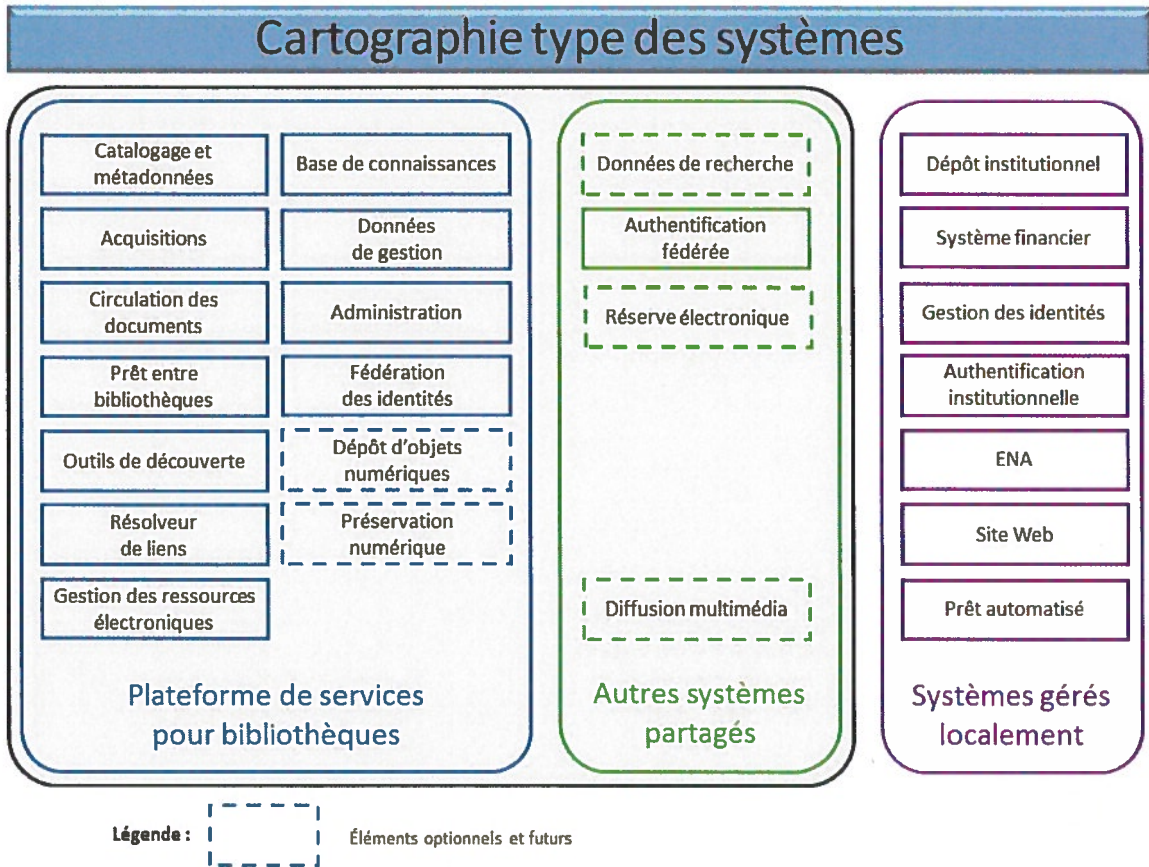 Cartographie type des systèmes
Catalogage et
métadonnées
Acquisitions
Circulation des
documents
Prêt entre
bibliothèques
Outils de découverte
Résolveur
de liens
Gestion des ressources
électroniques
Base de connaissances
Données
de gestion
Administration
Fédération
des identités
Dépôt d'objets
numériques
Préservation
numérique
Plateforme de services
pour bibliothèques
Données de recherche
Authentification
fédérée
Réserve électronique
Diffusion multimédia
Autres systèmes
partagés
Dépôt institutionnel
Système financier
Gestion des identités
Authentification
institutionnelle
ENA
Site Web
Prêt automatisé
Systèmes gérés
localement
Légende :
Éléments optionnels et futurs